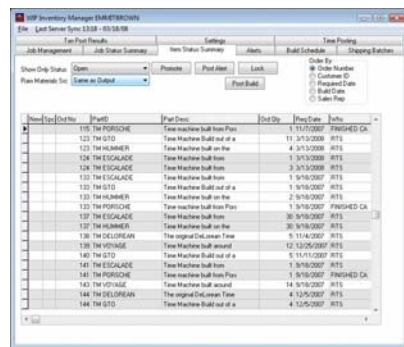 WIP Inventory Manager EMMETTBROWN
File Last Server Sync 13:18 - 03/18/08
Tran Post Results Settings Time Posting
Job Management Job Status Summary Item Status Summary Alerts Build Schedule Shipping Batches
Show Only Status: Open Promote Post Alert Lock
Raw Materials Src: Same as Output Post Build
Order By
Order Number
Customer ID
Required Date
Build Date
Sales Rep
New Spc Ord No PartID Part Desc Ord Qty Req Date Whs
115 TM PORSCHE Time machine built from Pors 1 11/7/2007 FINISHED CA
123 TM GTO Time Machine Build out of a 11 3/13/2008 RTS
123 TM HUMMER Time machine built on the 4 3/13/2008 RTS
124 TM ESCALADE Time machine built from 1 3/13/2008 RTS
124 TM GTO Time Machine Build out of a 3 3/13/2008 RTS
133 TM ESCALADE Time machine built from 1 9/18/2007 RTS
133 TM GTO Time Machine Build out of a 1 9/18/2007 RTS
133 TM HUMMER Time machine built on the 2 9/18/2007 RTS
133 TM PORSCHE Time machine built from Pors 1 9/18/2007 FINISHED CA
137 TM ESCALADE Time machine built from 30 9/18/2007 RTS
137 TM HUMMER Time machine built on the 30 9/18/2007 RTS
138 TM DELOREAN The original DeLorean Time 5 11/4/2007 RTS
139 TM VOYAGE Time machine built around 12 12/25/2007 RTS
140 TM GTO Time Machine Build out of a 5 11/11/2007 RTS
141 TM ESCALADE Time machine built from 1 9/18/2007 RTS
141 TM PORSCHE Time machine built from Pors 1 9/18/2007 FINISHED CA
143 TM VOYAGE Time machine built around 14 9/19/2007 RTS
144 TM DELOREAN The original DeLorean Time 4 12/5/2007 RTS
144 TM GTO Time Machine Build out of a 4 12/5/2007 RTS